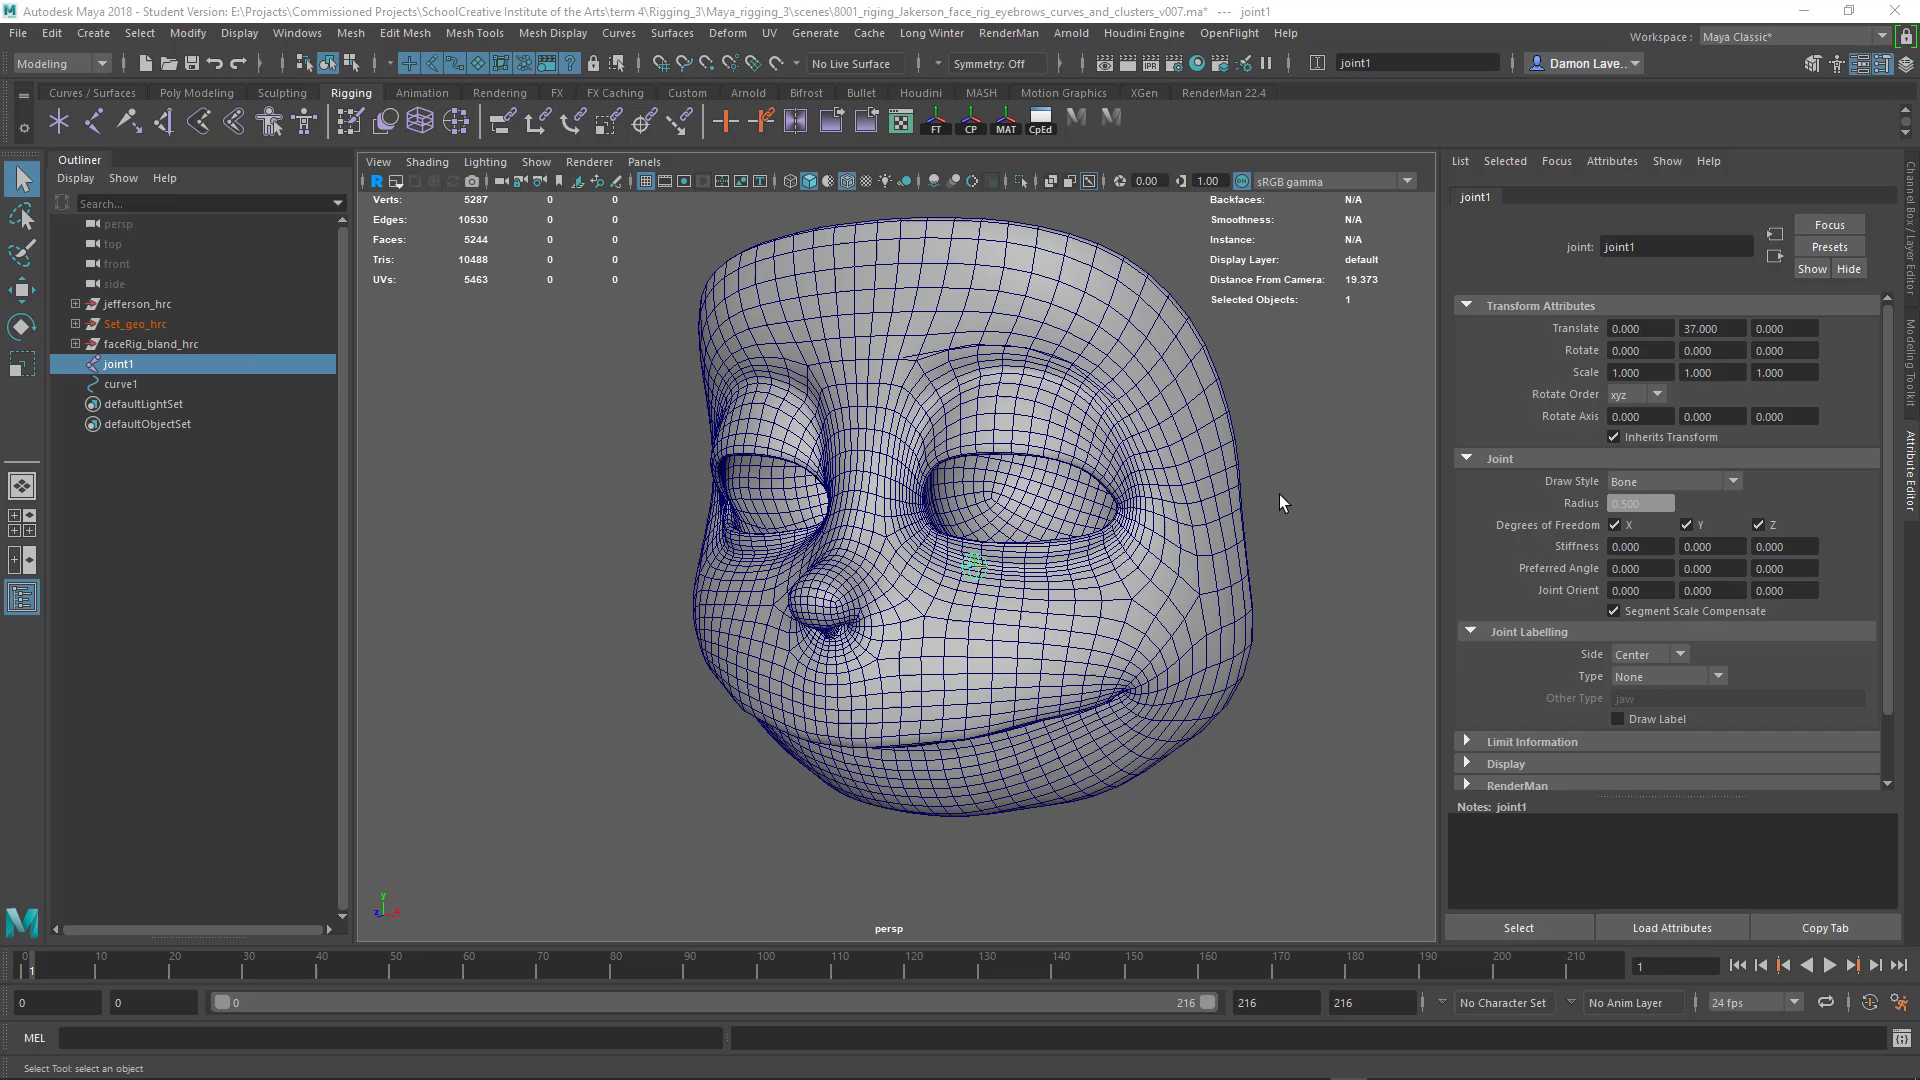 Autodesk Maya 2018 - Student Version: E:\Projects\Commissioned Projects\SchoolCreative Institute of the Arts\term 4\Rigging_3\Maya_rigging_3\scenes\8001_riging_Jakerson_face_rig_eyebrows_curves_and_clusters_v007.ma* --- joint1
File Edit Create Select Modify Display Windows Mesh Edit Mesh Mesh Tools Mesh Display Curves Surfaces Deform UV Generate Cache Long Winter RenderMan Arnold Houdini Engine OpenFlight Help
Workspace : Maya Classic*
Modeling No Live Surface Symmetry: Off IPR joint1 Damon Lave...
Curves / Surfaces Poly Modeling Sculpting Rigging Animation Rendering FX FX Caching Custom Arnold Bifrost Bullet Houdini MASH Motion Graphics XGen RenderMan 22.4
FT CP MAT CpEd
Outliner
Display Show Help
Search...
persp
top
front
side
jefferson_hrc
Set_geo_hrc
faceRig_bland_hrc
joint1
curve1
defaultLightSet
defaultObjectSet
View Shading Lighting Show Renderer Panels
0.00 1.00 sRGB gamma
Verts: 5287 0 0
Edges: 10530 0 0
Faces: 5244 0 0
Tris: 10488 0 0
UVs: 5463 0 0
Backfaces: N/A
Smoothness: N/A
Instance: N/A
Display Layer: default
Distance From Camera: 19.373
Selected Objects: 1
y
z x
persp
List Selected Focus Attributes Show Help
joint1
joint: joint1
Focus
Presets
Show Hide
Transform Attributes
Translate 0.000 37.000 0.000
Rotate 0.000 0.000 0.000
Scale 1.000 1.000 1.000
Rotate Order xyz
Rotate Axis 0.000 0.000 0.000
Inherits Transform
Joint
Draw Style Bone
Radius 0.500
Degrees of Freedom X Y Z
Stiffness 0.000 0.000 0.000
Preferred Angle 0.000 0.000 0.000
Joint Orient 0.000 0.000 0.000
Segment Scale Compensate
Joint Labelling
Side Center
Type None
Other Type jaw
Draw Label
Limit Information
Display
RenderMan
Notes: joint1
Select Load Attributes Copy Tab
Channel Box / Layer Editor
Modeling Toolkit
Attribute Editor
0 10 20 30 40 50 60 70 80 90 100 110 120 130 140 150 160 170 180 190 200 210
1
1
0 0 0 216 216 216 No Character Set No Anim Layer 24 fps
MEL
Select Tool: select an object